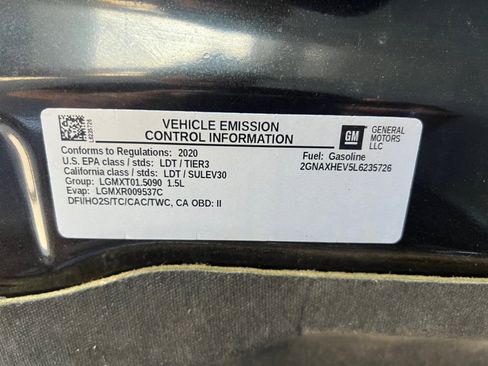 L6235726
VEHICLE EMISSION
CONTROL INFORMATION
GM
GENERAL
MOTORS
LLC
Conforms to Regulations: 2020
U.S. EPA class / stds: LDT / TIER3
California class / stds: LDT / SULEV30
Group: LGMXT01.5090 1.5L
Evap: LGMXR009537C
DFI/HO2S/TC/CAC/TWC, CA OBD: II
Fuel: Gasoline
2GNAXHEV5L6235726